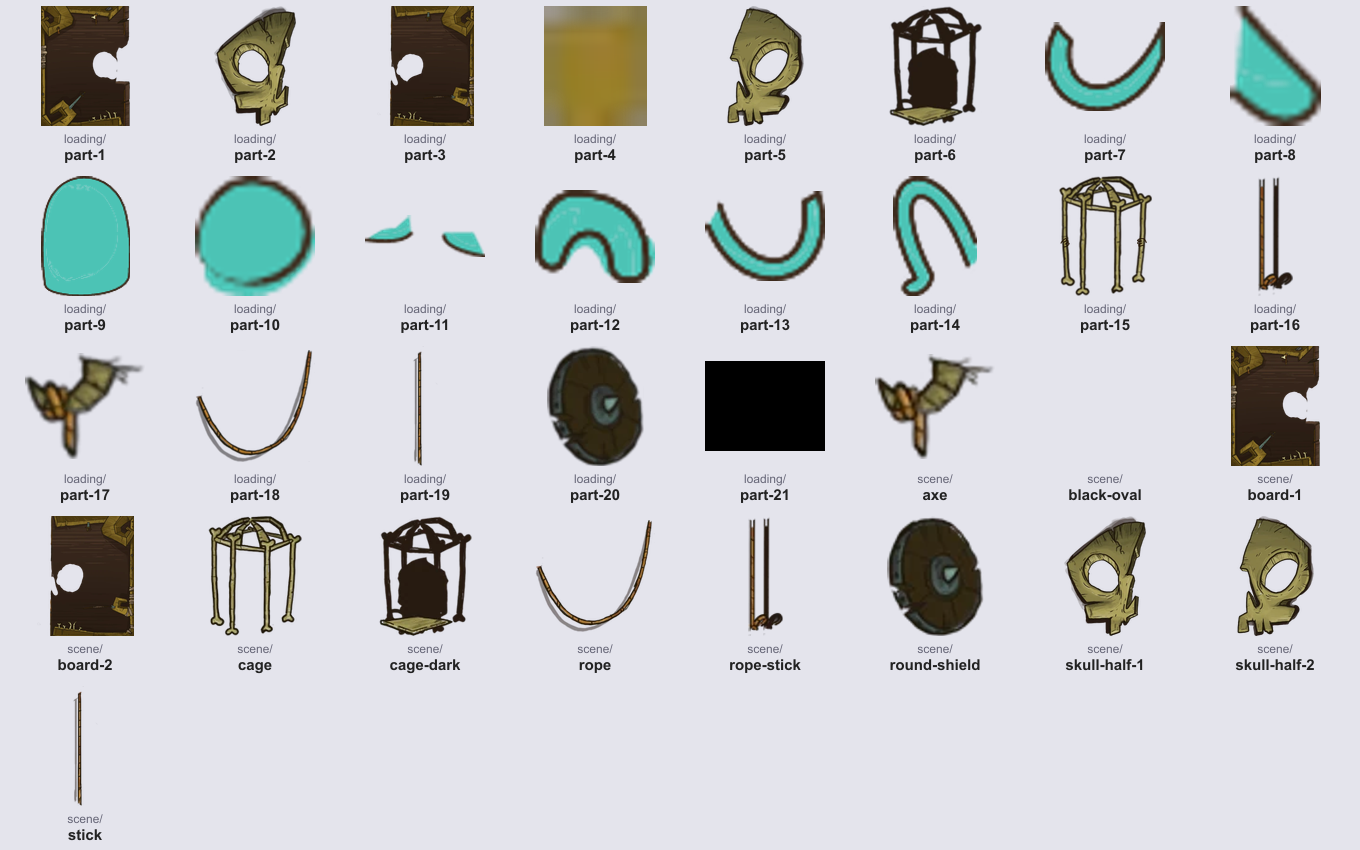 loading/
part-1
loading/
part-2
loading/
part-3
loading/
part-4
loading/
part-5
loading/
part-6
loading/
part-7
loading/
part-8
loading/
part-9
loading/
part-10
loading/
part-11
loading/
part-12
loading/
part-13
loading/
part-14
loading/
part-15
loading/
part-16
loading/
part-17
loading/
part-18
loading/
part-19
loading/
part-20
loading/
part-21
scene/
axe
scene/
black-oval
scene/
board-1
scene/
board-2
scene/
cage
scene/
cage-dark
scene/
rope
scene/
rope-stick
scene/
round-shield
scene/
skull-half-1
scene/
skull-half-2
scene/
stick